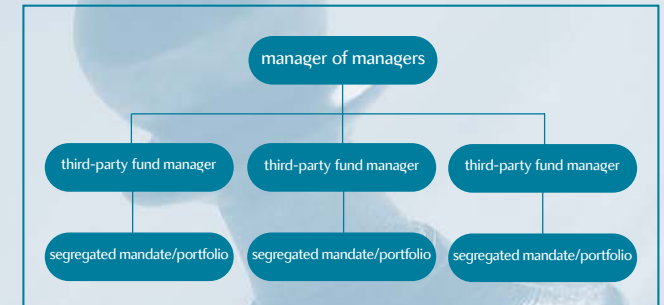 manager of managers
third-party fund manager third-party fund manager third-party fund manager
segregated mandate/portfolio segregated mandate/portfolio segregated mandate/portfolio